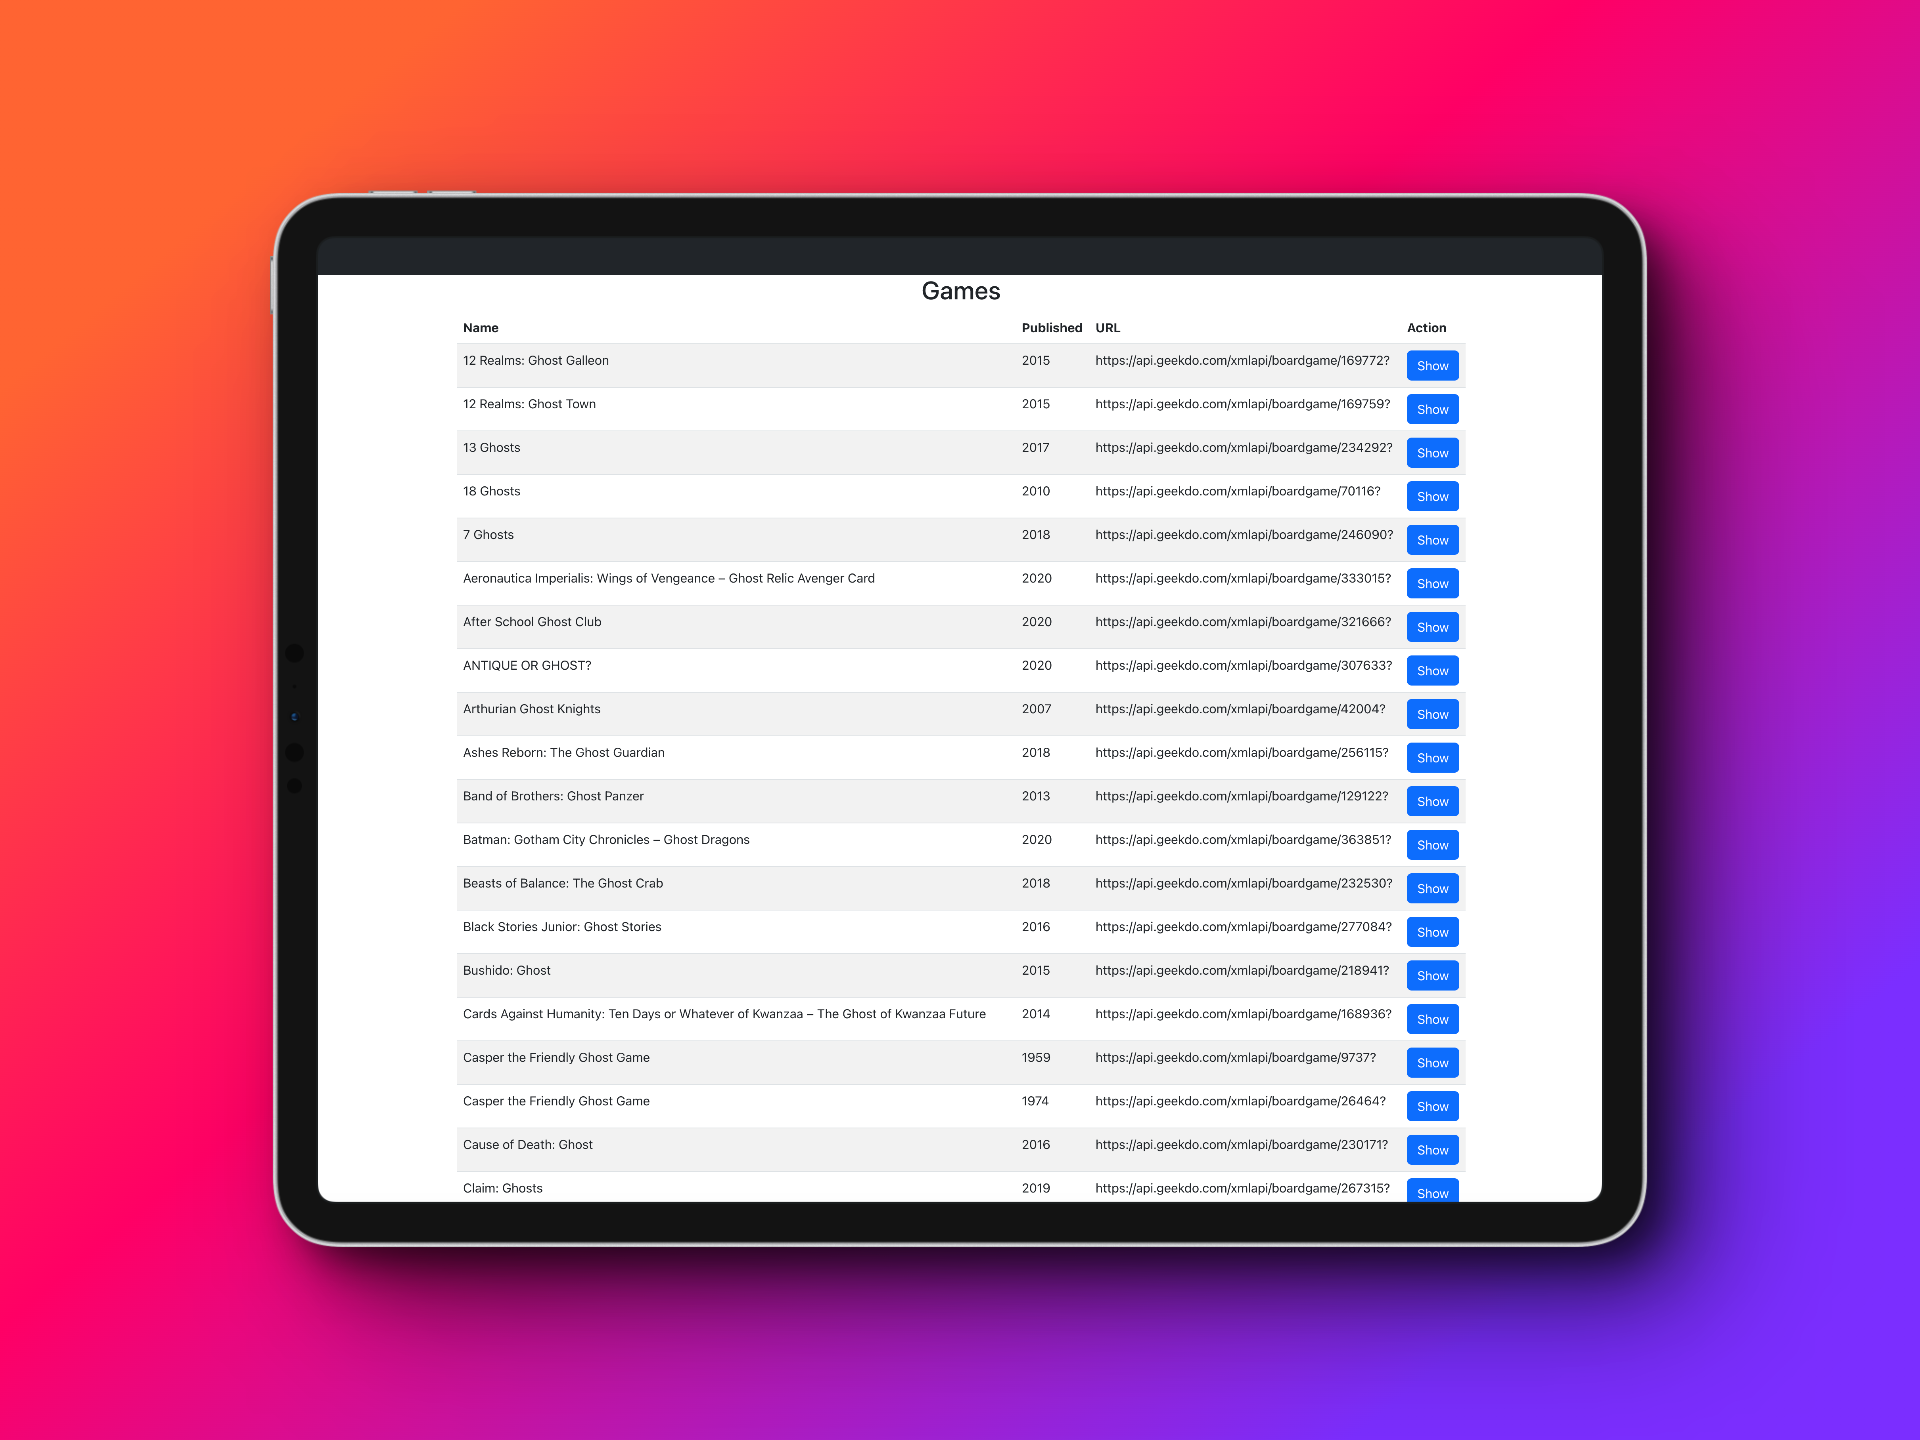 Games
Name Published URL Action
12 Realms: Ghost Galleon 2015 https://api.geekdo.com/xmlapi/boardgame/169772? Show
12 Realms: Ghost Town 2015 https://api.geekdo.com/xmlapi/boardgame/169759? Show
13 Ghosts 2017 https://api.geekdo.com/xmlapi/boardgame/234292? Show
18 Ghosts 2010 https://api.geekdo.com/xmlapi/boardgame/70116? Show
7 Ghosts 2018 https://api.geekdo.com/xmlapi/boardgame/246090? Show
Aeronautica Imperialis: Wings of Vengeance – Ghost Relic Avenger Card 2020 https://api.geekdo.com/xmlapi/boardgame/333015? Show
After School Ghost Club 2020 https://api.geekdo.com/xmlapi/boardgame/321666? Show
ANTIQUE OR GHOST? 2020 https://api.geekdo.com/xmlapi/boardgame/307633? Show
Arthurian Ghost Knights 2007 https://api.geekdo.com/xmlapi/boardgame/42004? Show
Ashes Reborn: The Ghost Guardian 2018 https://api.geekdo.com/xmlapi/boardgame/256115? Show
Band of Brothers: Ghost Panzer 2013 https://api.geekdo.com/xmlapi/boardgame/129122? Show
Batman: Gotham City Chronicles – Ghost Dragons 2020 https://api.geekdo.com/xmlapi/boardgame/363851? Show
Beasts of Balance: The Ghost Crab 2018 https://api.geekdo.com/xmlapi/boardgame/232530? Show
Black Stories Junior: Ghost Stories 2016 https://api.geekdo.com/xmlapi/boardgame/277084? Show
Bushido: Ghost 2015 https://api.geekdo.com/xmlapi/boardgame/218941? Show
Cards Against Humanity: Ten Days or Whatever of Kwanzaa – The Ghost of Kwanzaa Future 2014 https://api.geekdo.com/xmlapi/boardgame/168936? Show
Casper the Friendly Ghost Game 1959 https://api.geekdo.com/xmlapi/boardgame/9737? Show
Casper the Friendly Ghost Game 1974 https://api.geekdo.com/xmlapi/boardgame/26464? Show
Cause of Death: Ghost 2016 https://api.geekdo.com/xmlapi/boardgame/230171? Show
Claim: Ghosts 2019 https://api.geekdo.com/xmlapi/boardgame/267315? Show